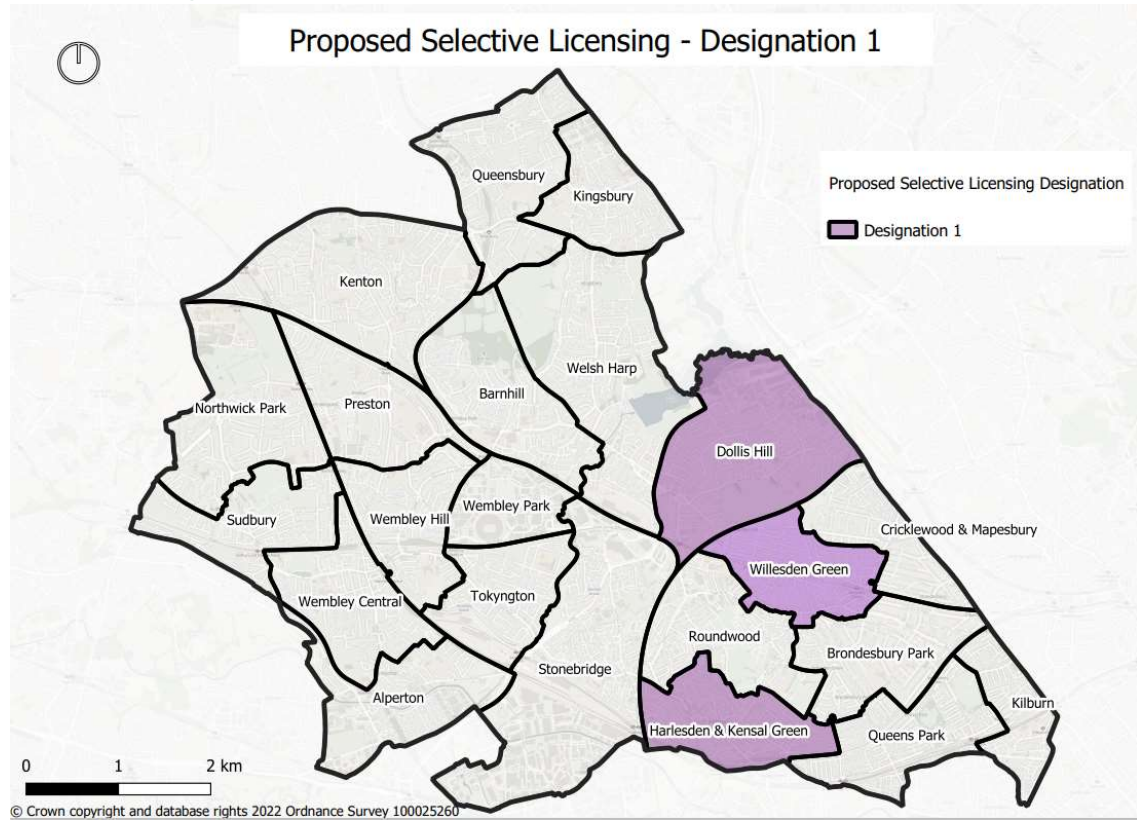 Proposed Selective Licensing - Designation 1
Proposed Selective Licensing Designation
Designation 1
Queensbury
Kingsbury
Kenton
Welsh Harp
Barnhill
Preston
Northwick Park
Dollis Hill
Wembley Park
Wembley Hill
Sudbury
Cricklewood & Mapesbury
Willesden Green
Tokyngton
Wembley Central
Roundwood
Brondesbury Park
Stonebridge
Alperton
Kilburn
Harlesden & Kensal Green
Queens Park
0 1 2 km
© Crown copyright and database rights 2022 Ordnance Survey 100025260